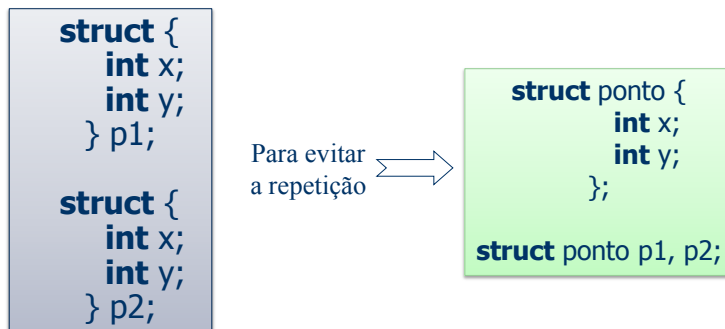 struct {
int x;
int y;
} p1;
struct {
int x;
int y;
} p2;
Para evitar
a repetição
struct ponto {
int x;
int y;
};
struct ponto p1, p2;